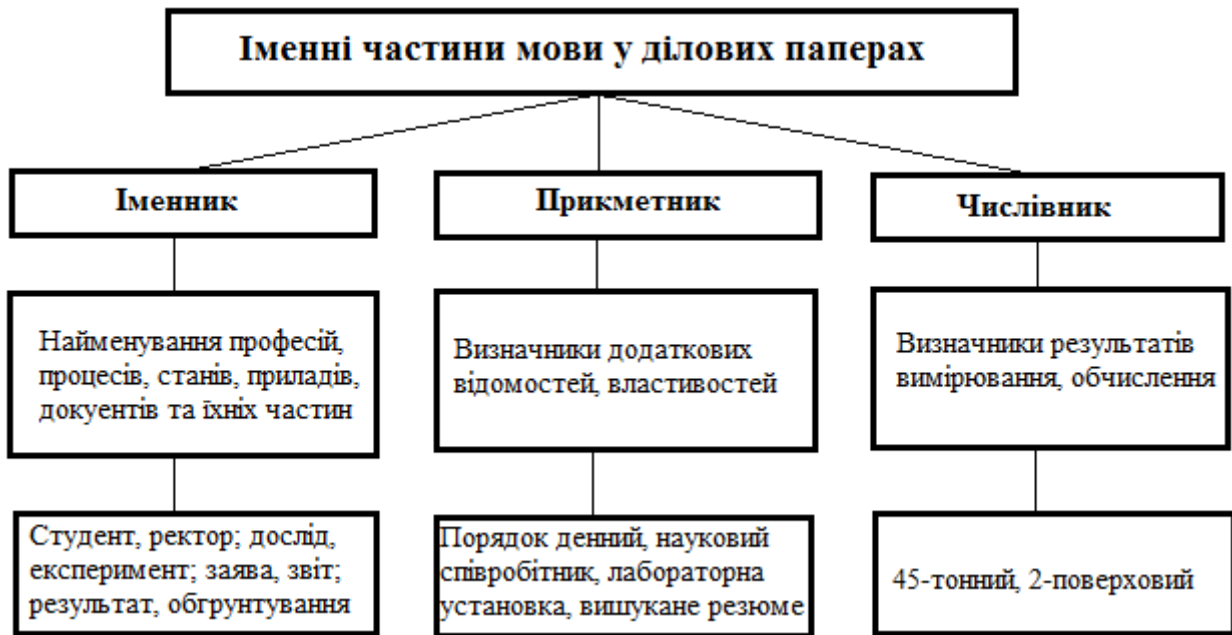 Іменні частини мови у ділових паперах
Іменник
Прикметник
Числівник
Найменування професій,
процесів, станів, приладів,
докуентів та їхніх частин
Визначники додаткових
відомостей, властивостей
Визначники результатів
вимірювання, обчислення
Студент, ректор; дослід,
експеримент; заява, звіт;
результат, обгрунтування
Порядок денний, науковий
співробітник, лабораторна
установка, вишукане резюме
45-тонний, 2-поверховий